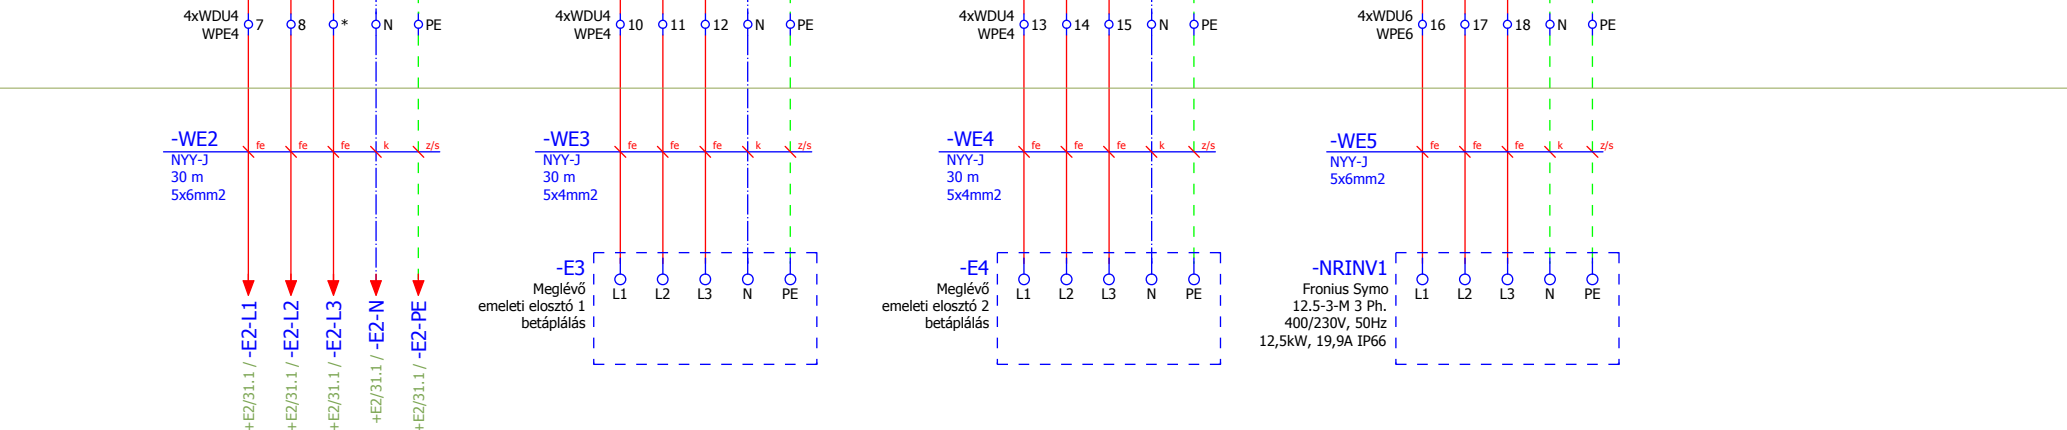 4xWDU4
WPE4
7 8 * N PE
4xWDU4
WPE4
10 11 12 N PE
4xWDU4
WPE4
13 14 15 N PE
4xWDU6
WPE6
16 17 18 N PE
-WE2
NYY-J
30 m
5x6mm2
fe fe fe k z/s
-WE3
NYY-J
30 m
5x4mm2
fe fe fe k z/s
-WE4
NYY-J
30 m
5x4mm2
fe fe fe k z/s
-WE5
NYY-J
5x6mm2
fe fe fe k z/s
+E2/31.1 / -E2-L1
+E2/31.1 / -E2-L2
+E2/31.1 / -E2-L3
+E2/31.1 / -E2-N
+E2/31.1 / -E2-PE
-E3
Meglévő
emeleti elosztó 1
betáplálás
L1 L2 L3 N PE
-E4
Meglévő
emeleti elosztó 2
betáplálás
L1 L2 L3 N PE
-NRINV1
Fronius Symo
12.5-3-M 3 Ph.
400/230V, 50Hz
12,5kW, 19,9A IP66
L1 L2 L3 N PE